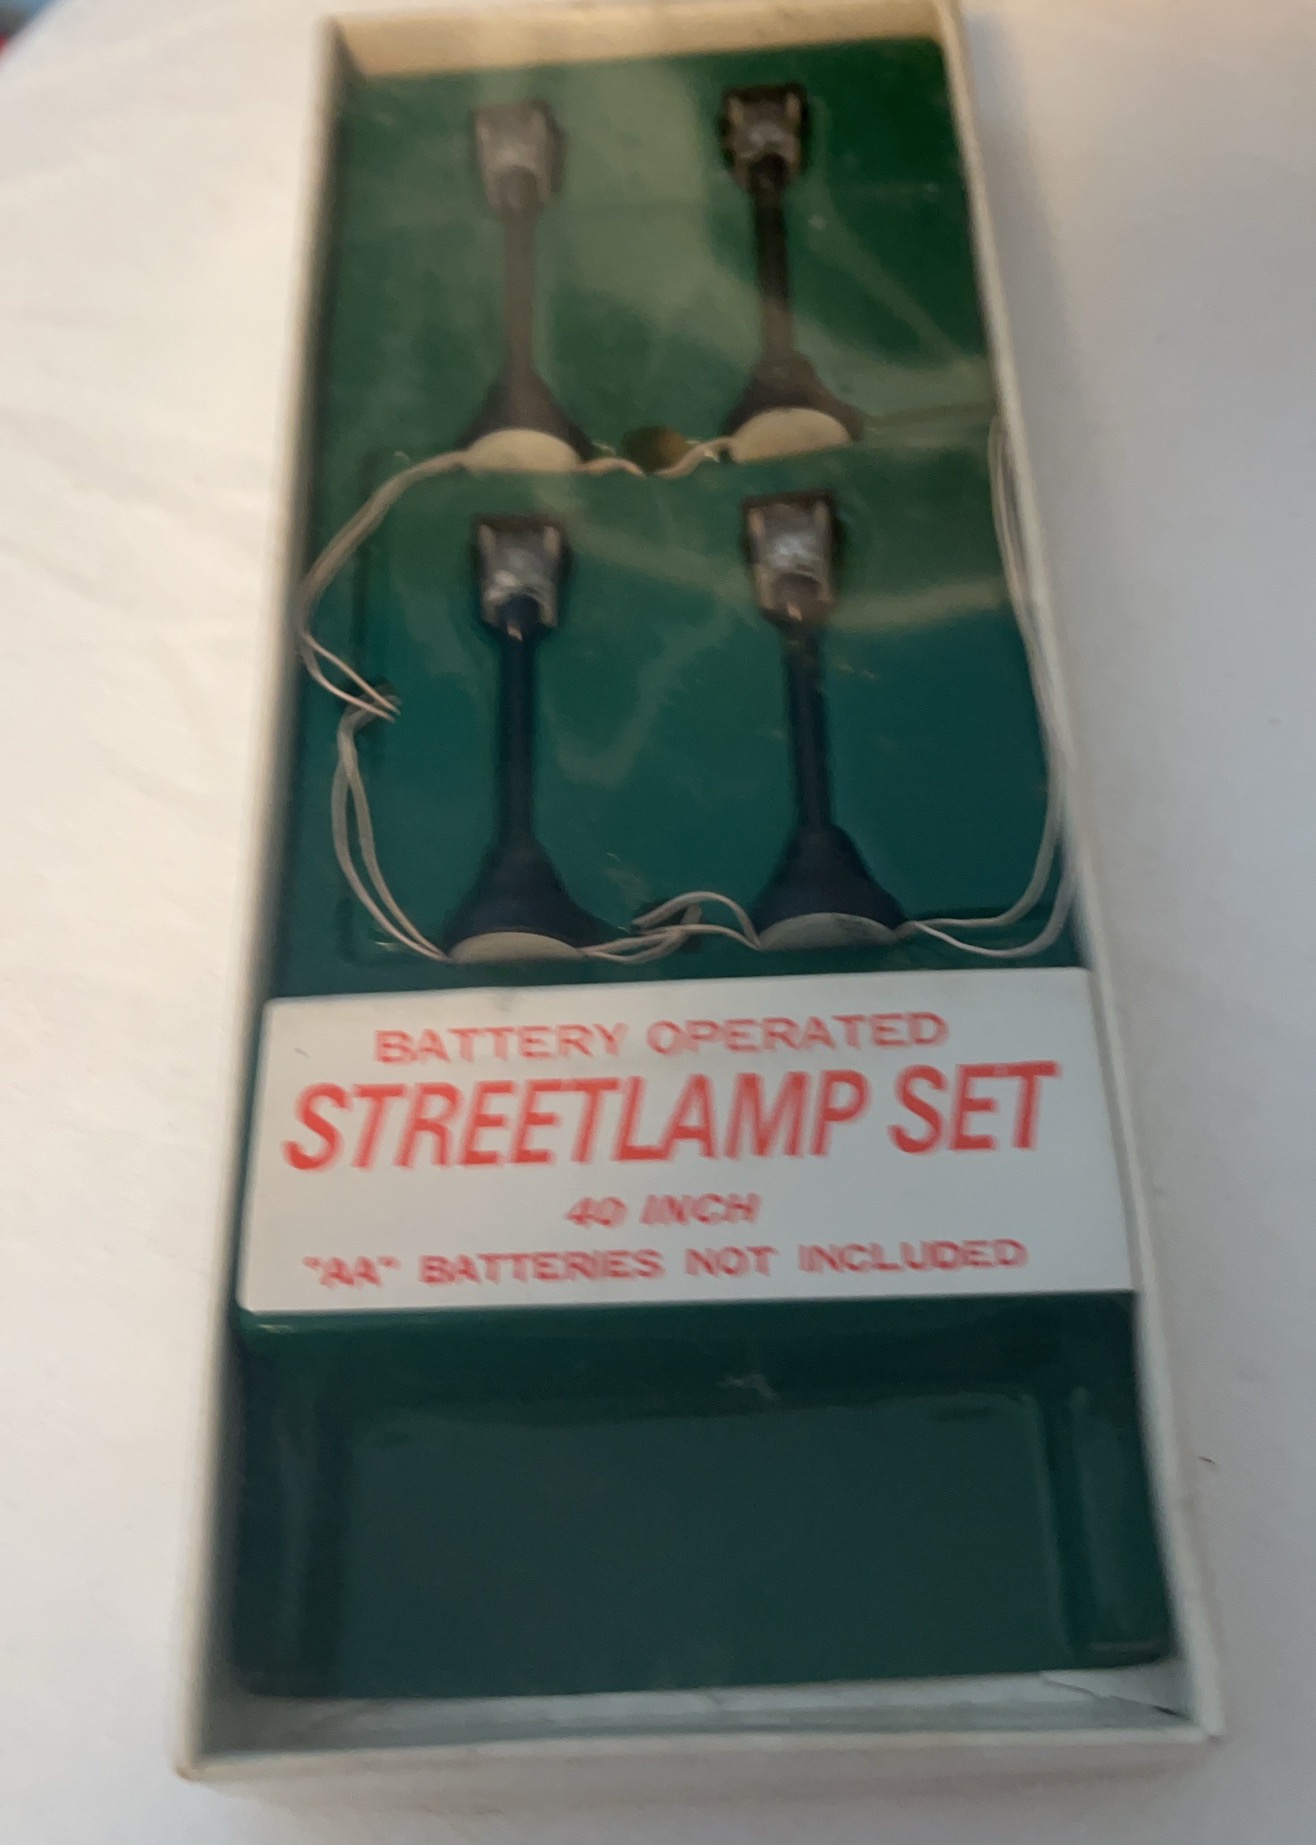 BATTERY OPERATED
STREETLAMP SET
40 INCH
"AA" BATTERIES NOT INCLUDED